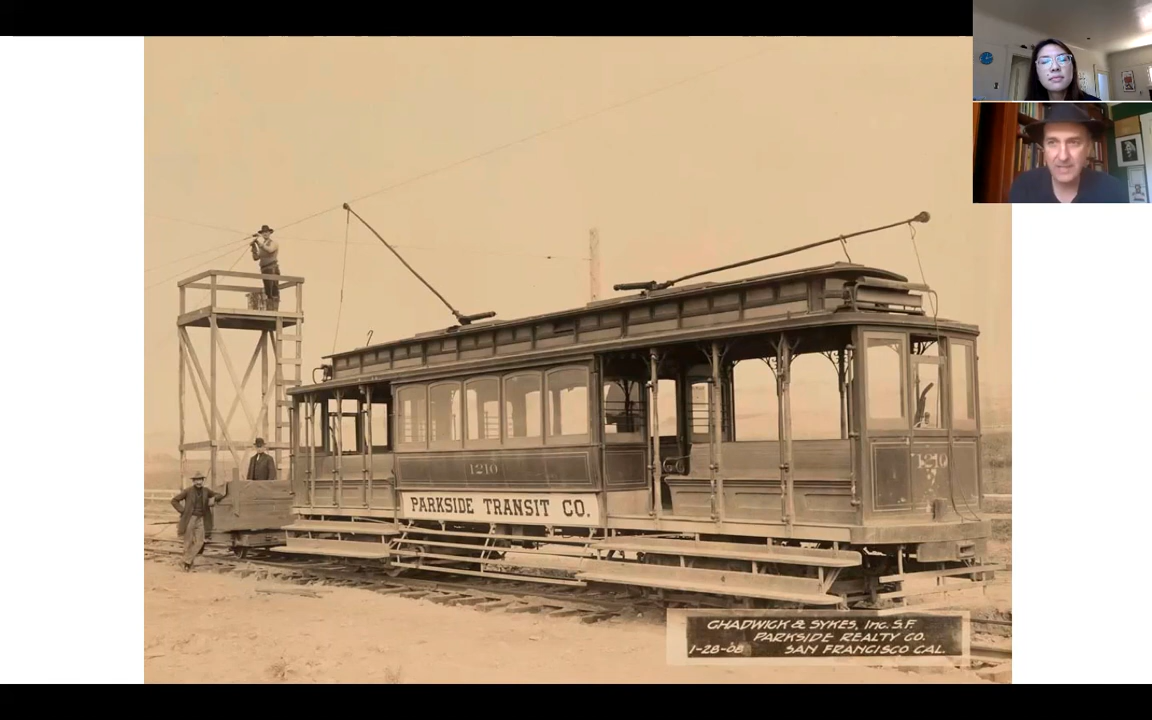 1210
1210
PARKSIDE TRANSIT CO.
CHADWICK & SYKES, Inc. S.F.
PARKSIDE REALTY CO.
1-28-08 SAN FRANCISCO CAL.